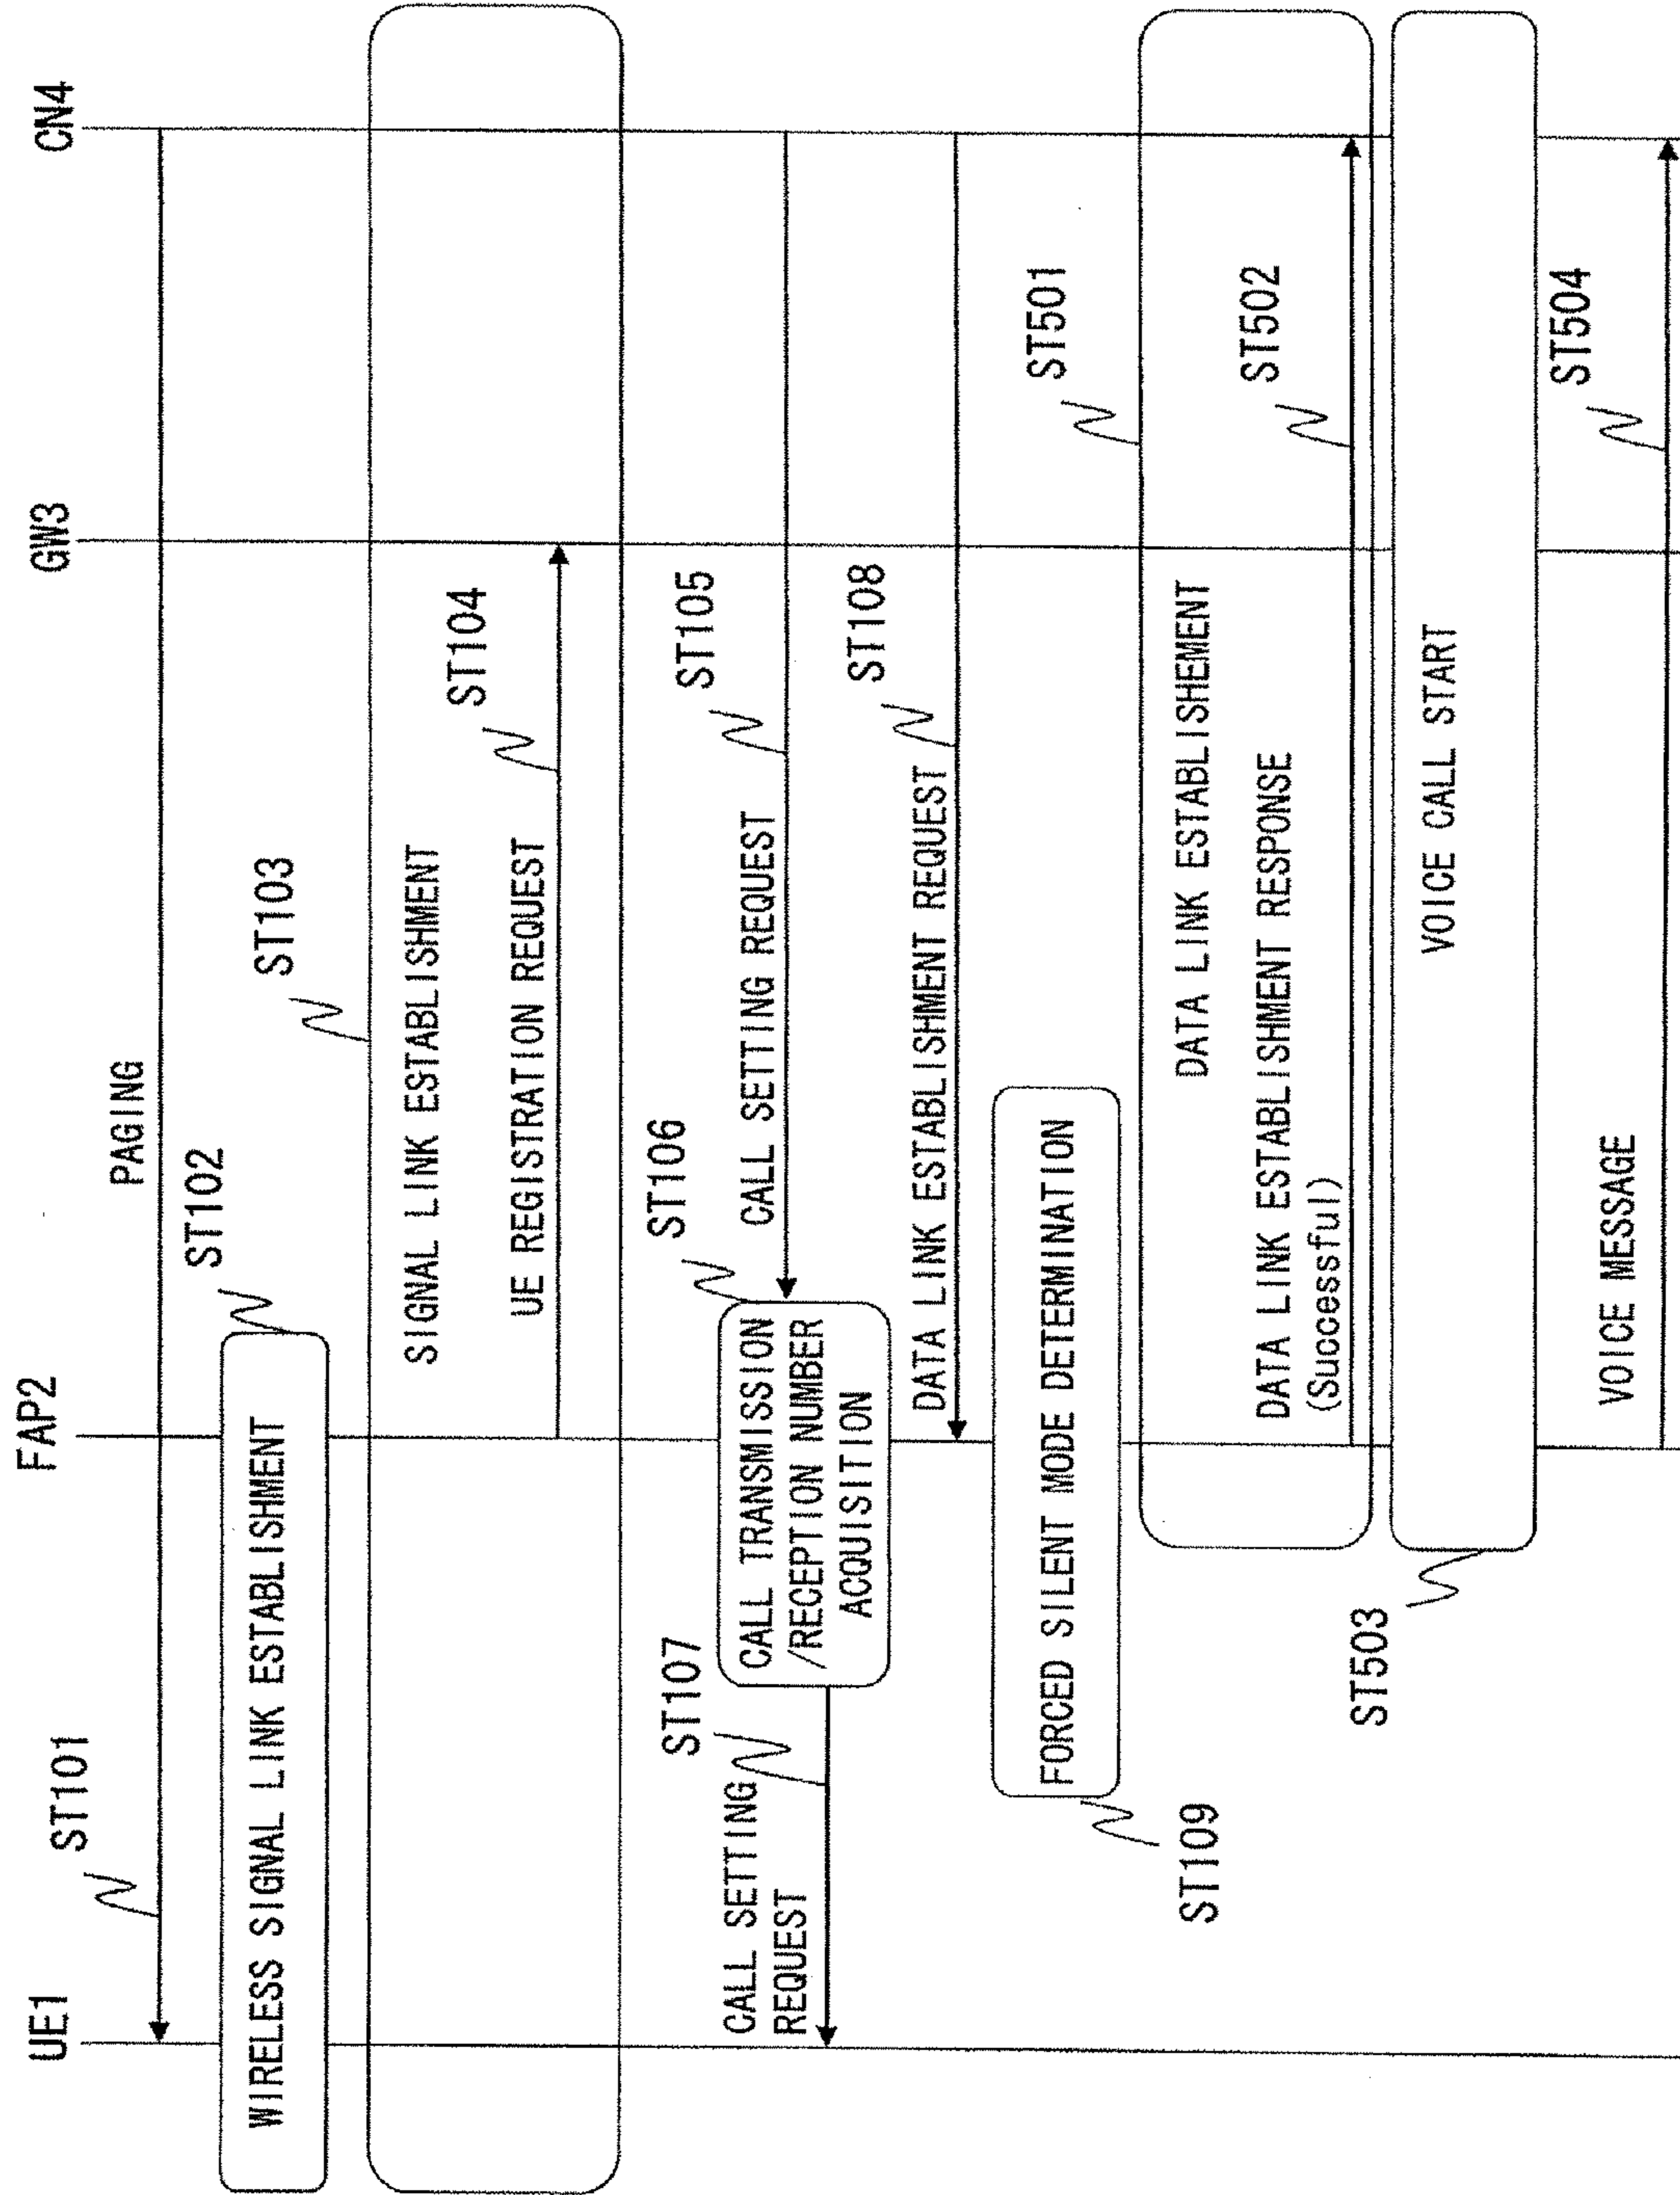 UE1
FAP2
GW3
CN4
ST101
PAGING
ST102
WIRELESS SIGNAL LINK ESTABLISHMENT
ST103
SIGNAL LINK ESTABLISHMENT
ST104
UE REGISTRATION REQUEST
ST106
ST105
ST107
CALL SETTING
REQUEST
CALL TRANSMISSION
/RECEPTION NUMBER
ACQUISITION
CALL SETTING REQUEST
ST108
DATA LINK ESTABLISHMENT REQUEST
FORCED SILENT MODE DETERMINATION
ST109
ST501
DATA LINK ESTABLISHEMENT
ST502
DATA LINK ESTABLISHMENT RESPONSE
(Successful)
ST503
VOICE CALL START
ST504
VOICE MESSAGE